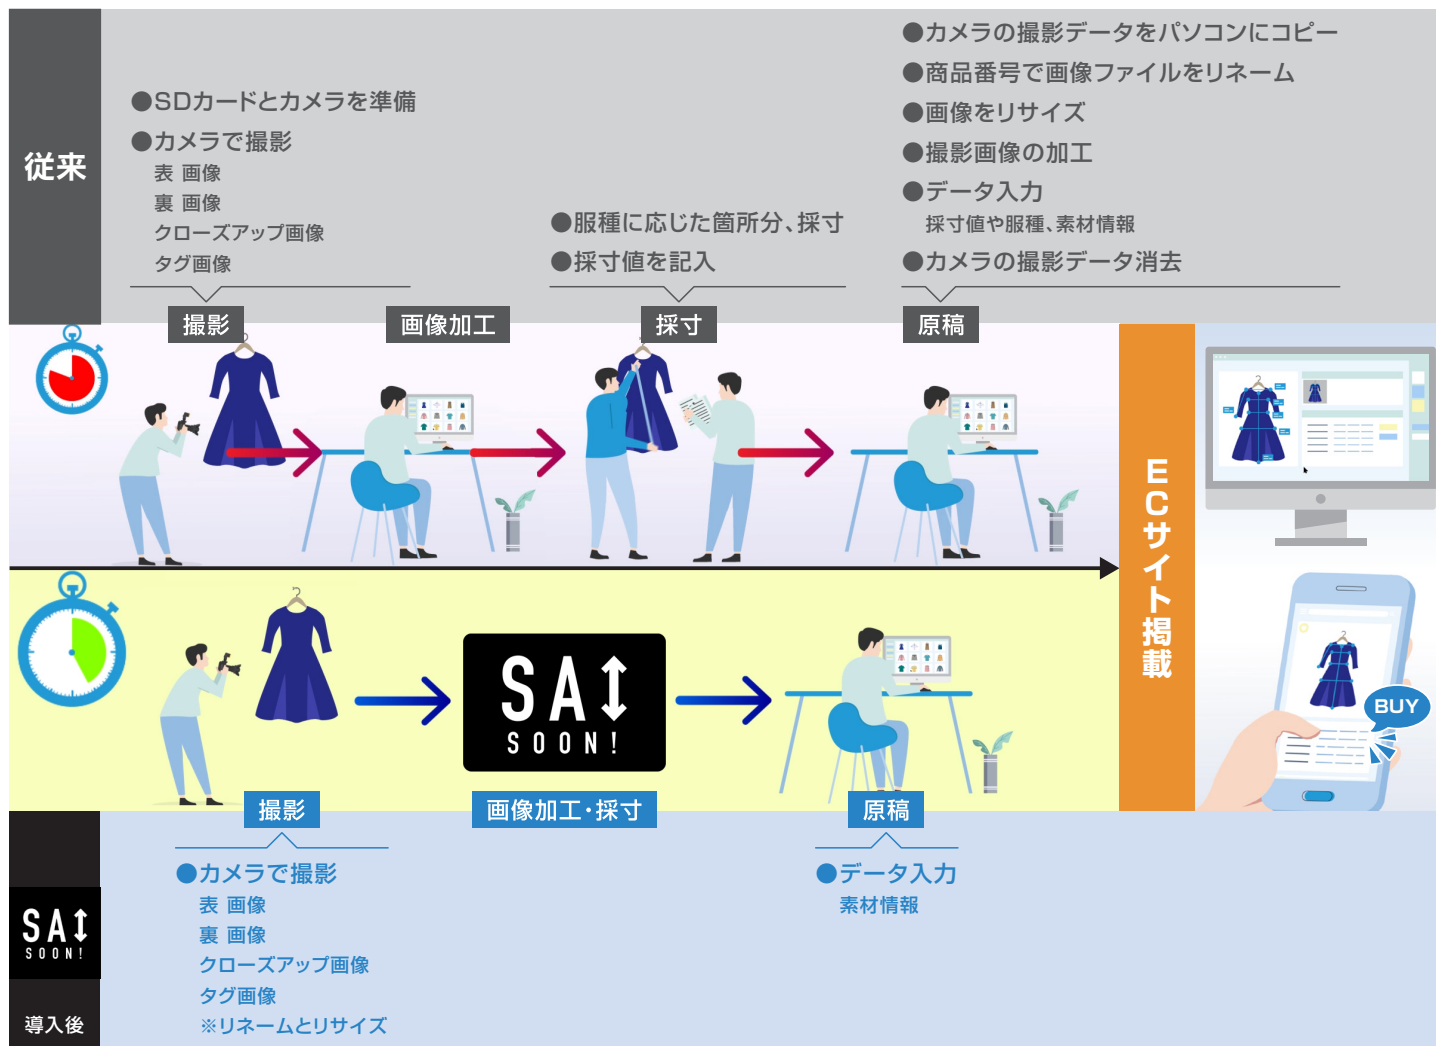 従来
●SDカードとカメラを準備
●カメラで撮影
表 画像
裏 画像
クローズアップ画像
タグ画像
●服種に応じた箇所分、採寸
●採寸値を記入
●カメラの撮影データをパソコンにコピー
●商品番号で画像ファイルをリネーム
●画像をリサイズ
●撮影画像の加工
●データ入力
採寸値や服種、素材情報
●カメラの撮影データ消去
撮影
画像加工
採寸
原稿
ECサイト掲載
SAI
SOON!
BUY
撮影
画像加工・採寸
原稿
●カメラで撮影
表 画像
裏 画像
クローズアップ画像
タグ画像
※リネームとリサイズ
●データ入力
素材情報
SAI
SOON!
導入後